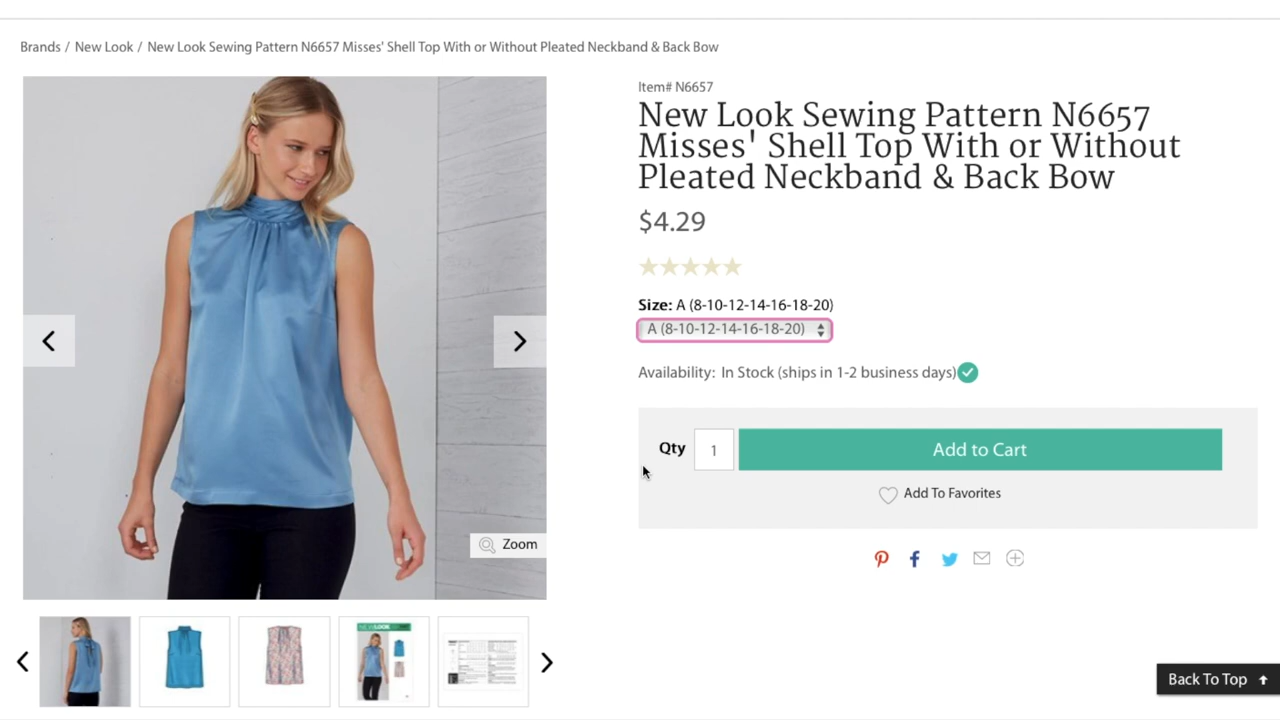 Brands / New Look / New Look Sewing Pattern N6657 Misses' Shell Top With or Without Pleated Neckband & Back Bow
Item# N6657
New Look Sewing Pattern N6657
Misses' Shell Top With or Without
Pleated Neckband & Back Bow
$4.29
Size: A (8-10-12-14-16-18-20)
A (8-10-12-14-16-18-20)
Availability: In Stock (ships in 1-2 business days)
Qty 1 Add to Cart
Add To Favorites
Zoom
NEW LOOK
Back To Top